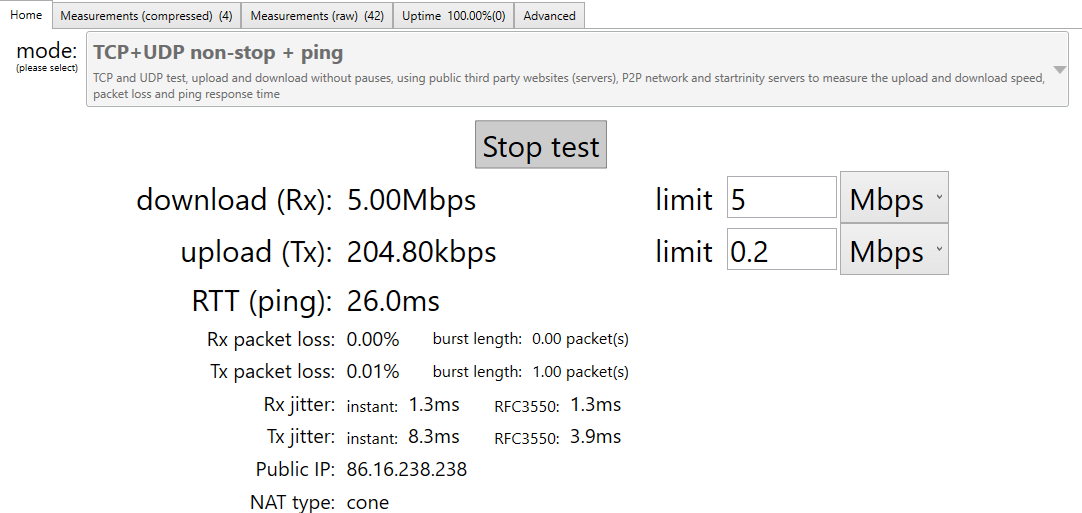 Home Measurements (compressed) (4) Measurements (raw) (42) Uptime 100.00%(0) Advanced
mode: TCP+UDP non-stop + ping
(please select)
TCP and UDP test, upload and download without pauses, using public third party websites (servers), P2P network and startrinity servers to measure the upload and download speed,
packet loss and ping response time
Stop test
download (Rx): 5.00Mbps limit 5 Mbps
upload (Tx): 204.80kbps limit 0.2 Mbps
RTT (ping): 26.0ms
Rx packet loss: 0.00% burst length: 0.00 packet(s)
Tx packet loss: 0.01% burst length: 1.00 packet(s)
Rx jitter: instant: 1.3ms RFC3550: 1.3ms
Tx jitter: instant: 8.3ms RFC3550: 3.9ms
Public IP: 86.16.238.238
NAT type: cone